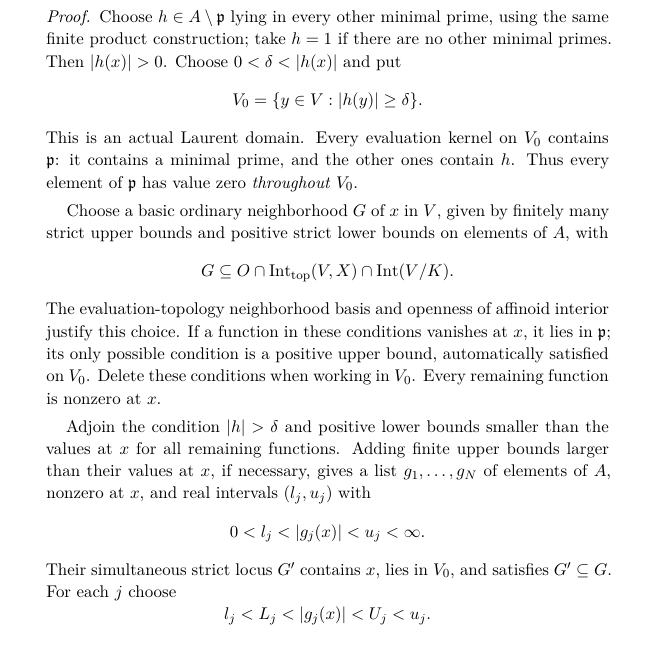 Proof. Choose h ∈ A \ 𝔭 lying in every other minimal prime, using the same
finite product construction; take h = 1 if there are no other minimal primes.
Then |h(x)| > 0. Choose 0 < δ < |h(x)| and put
V₀ = {y ∈ V : |h(y)| ≥ δ}.
This is an actual Laurent domain. Every evaluation kernel on V₀ contains
𝔭: it contains a minimal prime, and the other ones contain h. Thus every
element of 𝔭 has value zero throughout V₀.
Choose a basic ordinary neighborhood G of x in V, given by finitely many
strict upper bounds and positive strict lower bounds on elements of A, with
G ⊆ O ∩ Int_top(V, X) ∩ Int(V/K).
The evaluation-topology neighborhood basis and openness of affinoid interior
justify this choice. If a function in these conditions vanishes at x, it lies in 𝔭;
its only possible condition is a positive upper bound, automatically satisfied
on V₀. Delete these conditions when working in V₀. Every remaining function
is nonzero at x.
Adjoin the condition |h| > δ and positive lower bounds smaller than the
values at x for all remaining functions. Adding finite upper bounds larger
than their values at x, if necessary, gives a list g₁, . . . , g_N of elements of A,
nonzero at x, and real intervals (l_j, u_j) with
0 < l_j < |g_j(x)| < u_j < ∞.
Their simultaneous strict locus G′ contains x, lies in V₀, and satisfies G′ ⊆ G.
For each j choose
l_j < L_j < |g_j(x)| < U_j < u_j.